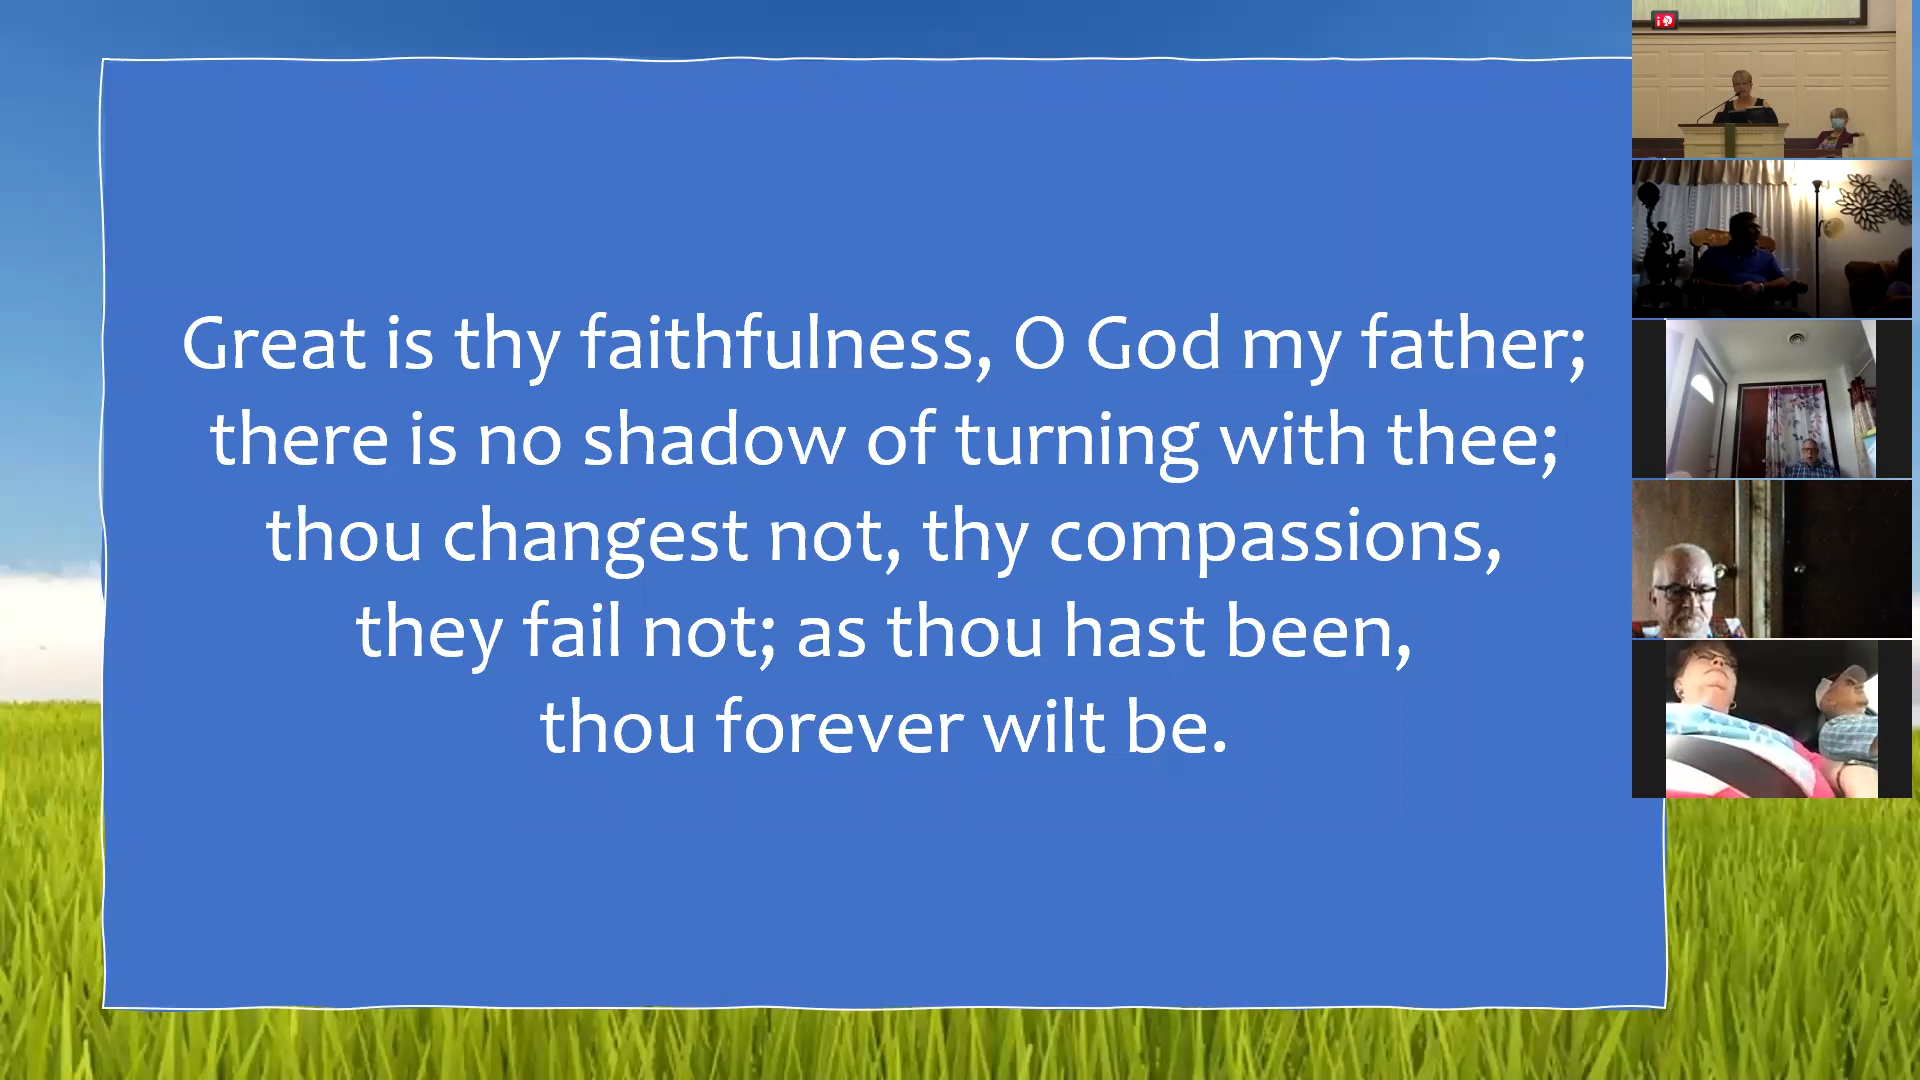 Great is thy faithfulness, O God my father;
there is no shadow of turning with thee;
thou changest not, thy compassions,
they fail not; as thou hast been,
thou forever wilt be.